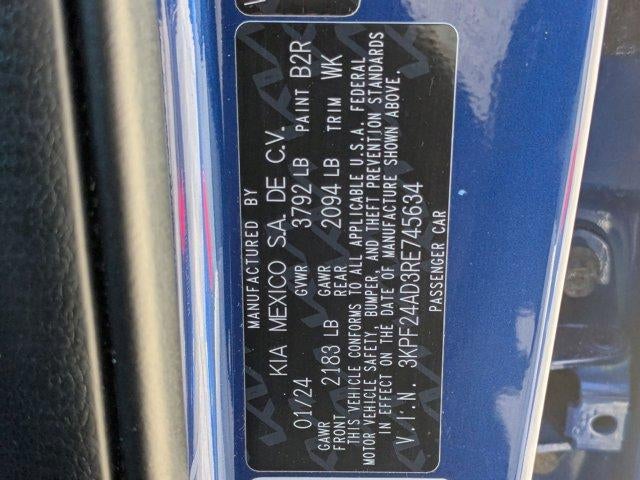 MANUFACTURED BY
KIA MEXICO S.A. DE C.V.
01/24 GVWR 3792 LB PAINT B2R
GAWR FRONT 2183 LB GAWR REAR 2094 LB TRIM WK
THIS VEHICLE CONFORMS TO ALL APPLICABLE U.S.A. FEDERAL
MOTOR VEHICLE SAFETY, BUMPER, AND THEFT PREVENTION STANDARDS
IN EFFECT ON THE DATE OF MANUFACTURE SHOWN ABOVE.
V.I.N. 3KPF24AD3RE745634
PASSENGER CAR